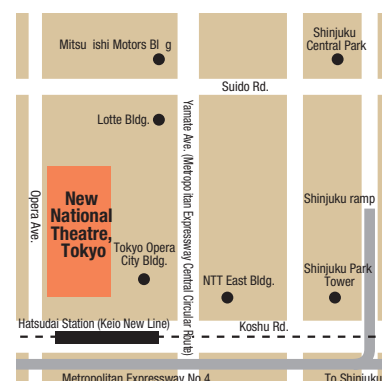 Mitsu ishi Motors Bl g
Shinjuku
Central Park
Suido Rd.
Lotte Bldg.
Yamate Ave. (Metropo itan Expressway Central Circular Route)
Opera Ave.
New
National
Theatre,
Tokyo
Shinjuku ramp
Tokyo Opera
City Bldg.
NTT East Bldg.
Shinjuku Park
Tower
Hatsudai Station (Keio New Line)
Koshu Rd.
Metropolitan Expressway No.4
To Shinjuku